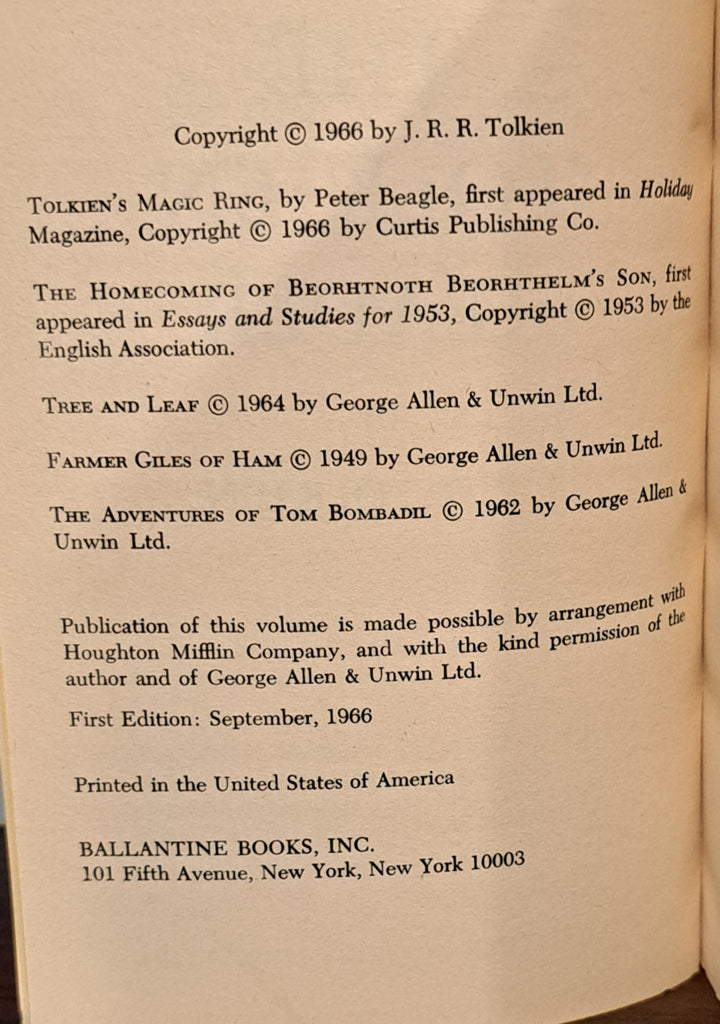 Copyright © 1966 by J. R. R. Tolkien
TOLKIEN'S MAGIC RING, by Peter Beagle, first appeared in Holiday
Magazine, Copyright © 1966 by Curtis Publishing Co.
THE HOMECOMING OF BEORHTNOTH BEORHTHELM'S SON, first
appeared in Essays and Studies for 1953, Copyright © 1953 by the
English Association.
TREE AND LEAF © 1964 by George Allen & Unwin Ltd.
FARMER GILES OF HAM © 1949 by George Allen & Unwin Ltd.
THE ADVENTURES OF TOM BOMBADIL © 1962 by George Allen &
Unwin Ltd.
Publication of this volume is made possible by arrangement with
Houghton Mifflin Company, and with the kind permission of the
author and of George Allen & Unwin Ltd.
First Edition: September, 1966
Printed in the United States of America
BALLANTINE BOOKS, INC.
101 Fifth Avenue, New York, New York 10003